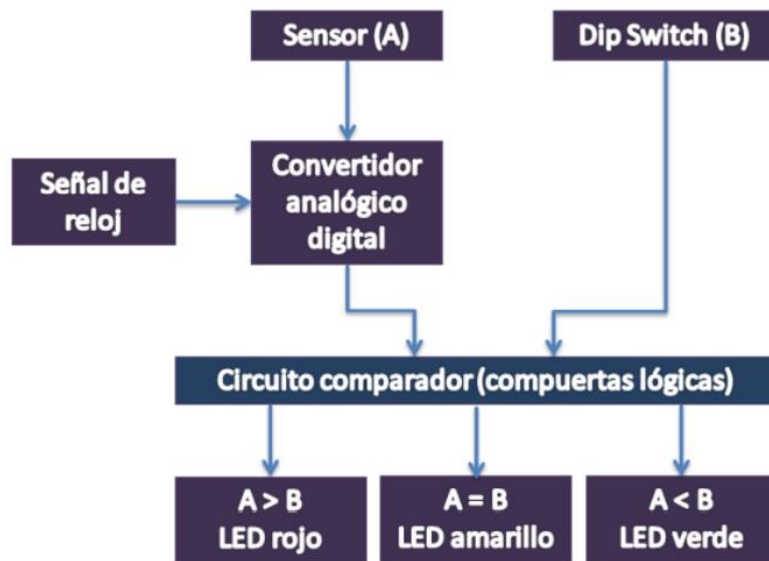 Sensor (A)
Dip Switch (B)
Señal de
reloj
Convertidor
analógico
digital
Circuito comparador (compuertas lógicas)
A > B
LED rojo
A = B
LED amarillo
A < B
LED verde